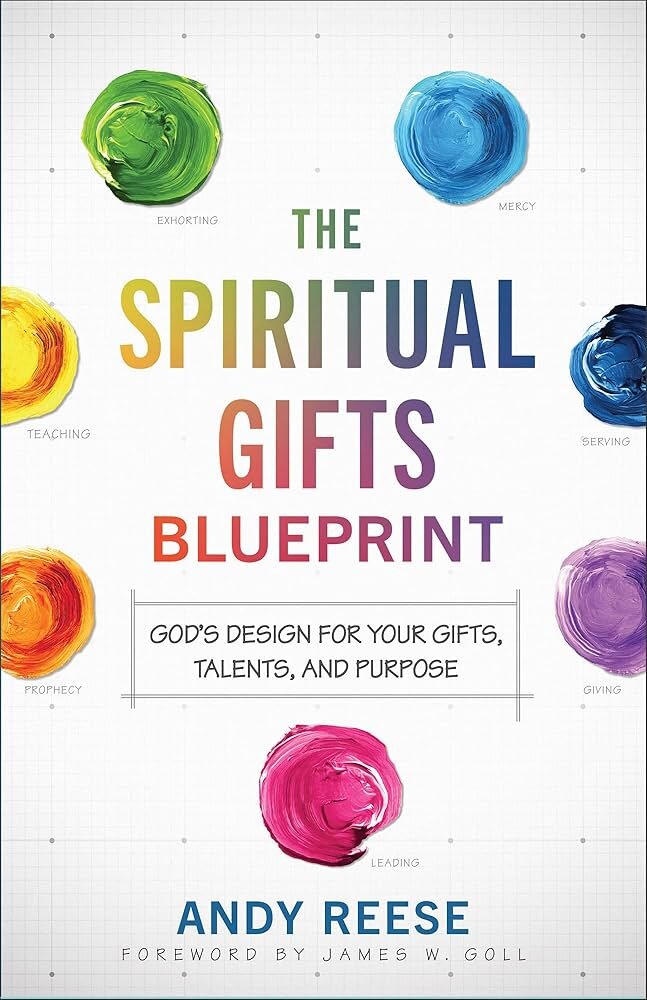 EXHORTING
MERCY
THE
SPIRITUAL
GIFTS
BLUEPRINT
TEACHING
SERVING
GOD'S DESIGN FOR YOUR GIFTS,
TALENTS, AND PURPOSE
PROPHECY
GIVING
LEADING
ANDY REESE
FOREWORD BY JAMES W. GOLL